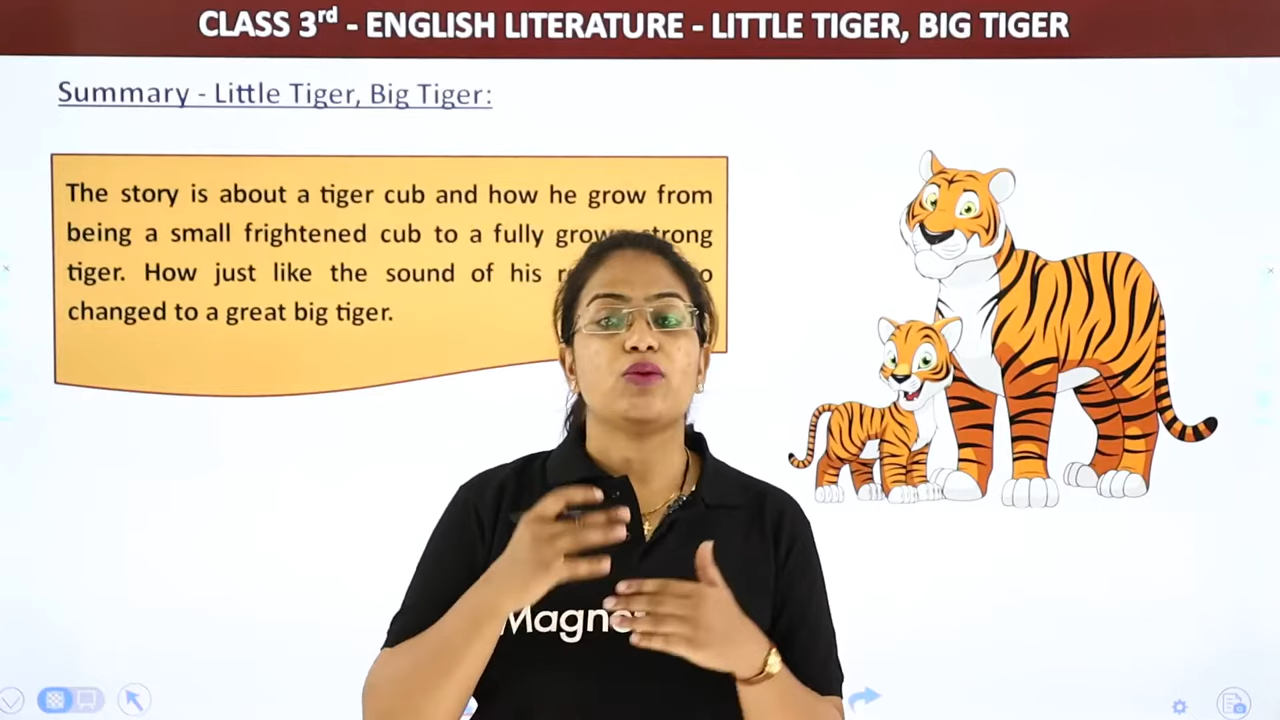 CLASS 3rd - ENGLISH LITERATURE - LITTLE TIGER, BIG TIGER
Summary - Little Tiger, Big Tiger:
The story is about a tiger cub and how he grow from
being a small frightened cub to a fully strong
tiger. How just like the sound of his
changed to a great big tiger.